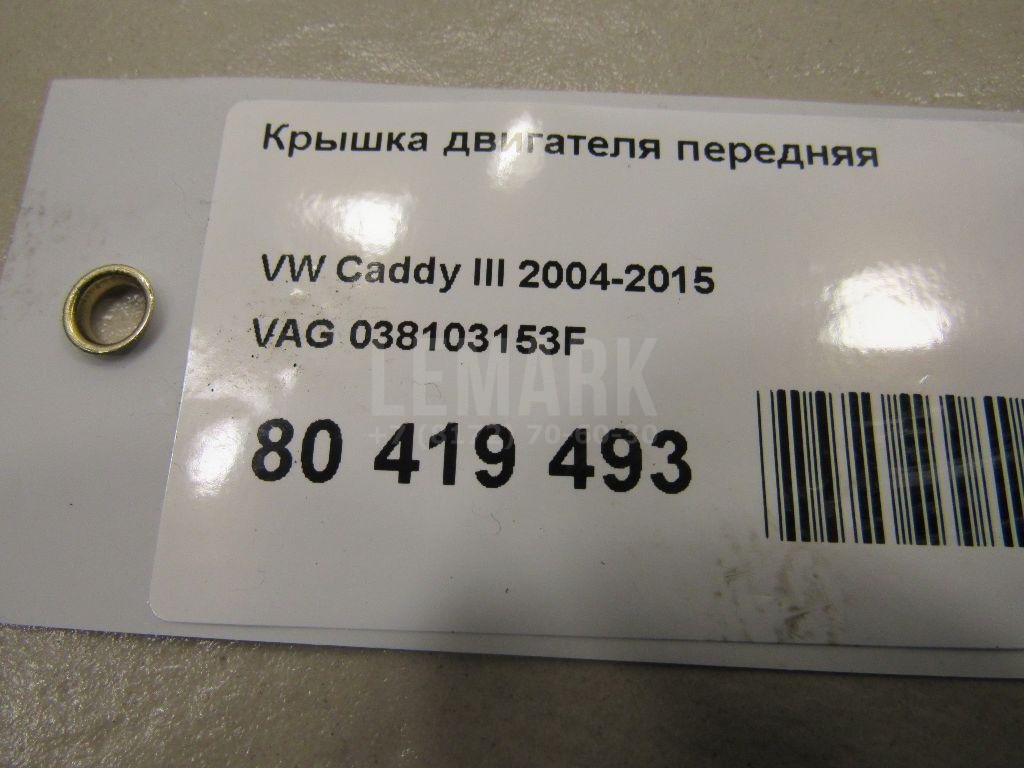 Крышка двигателя передняя
VW Caddy III 2004-2015
VAG 038103153F
LEMARK
80 419 493